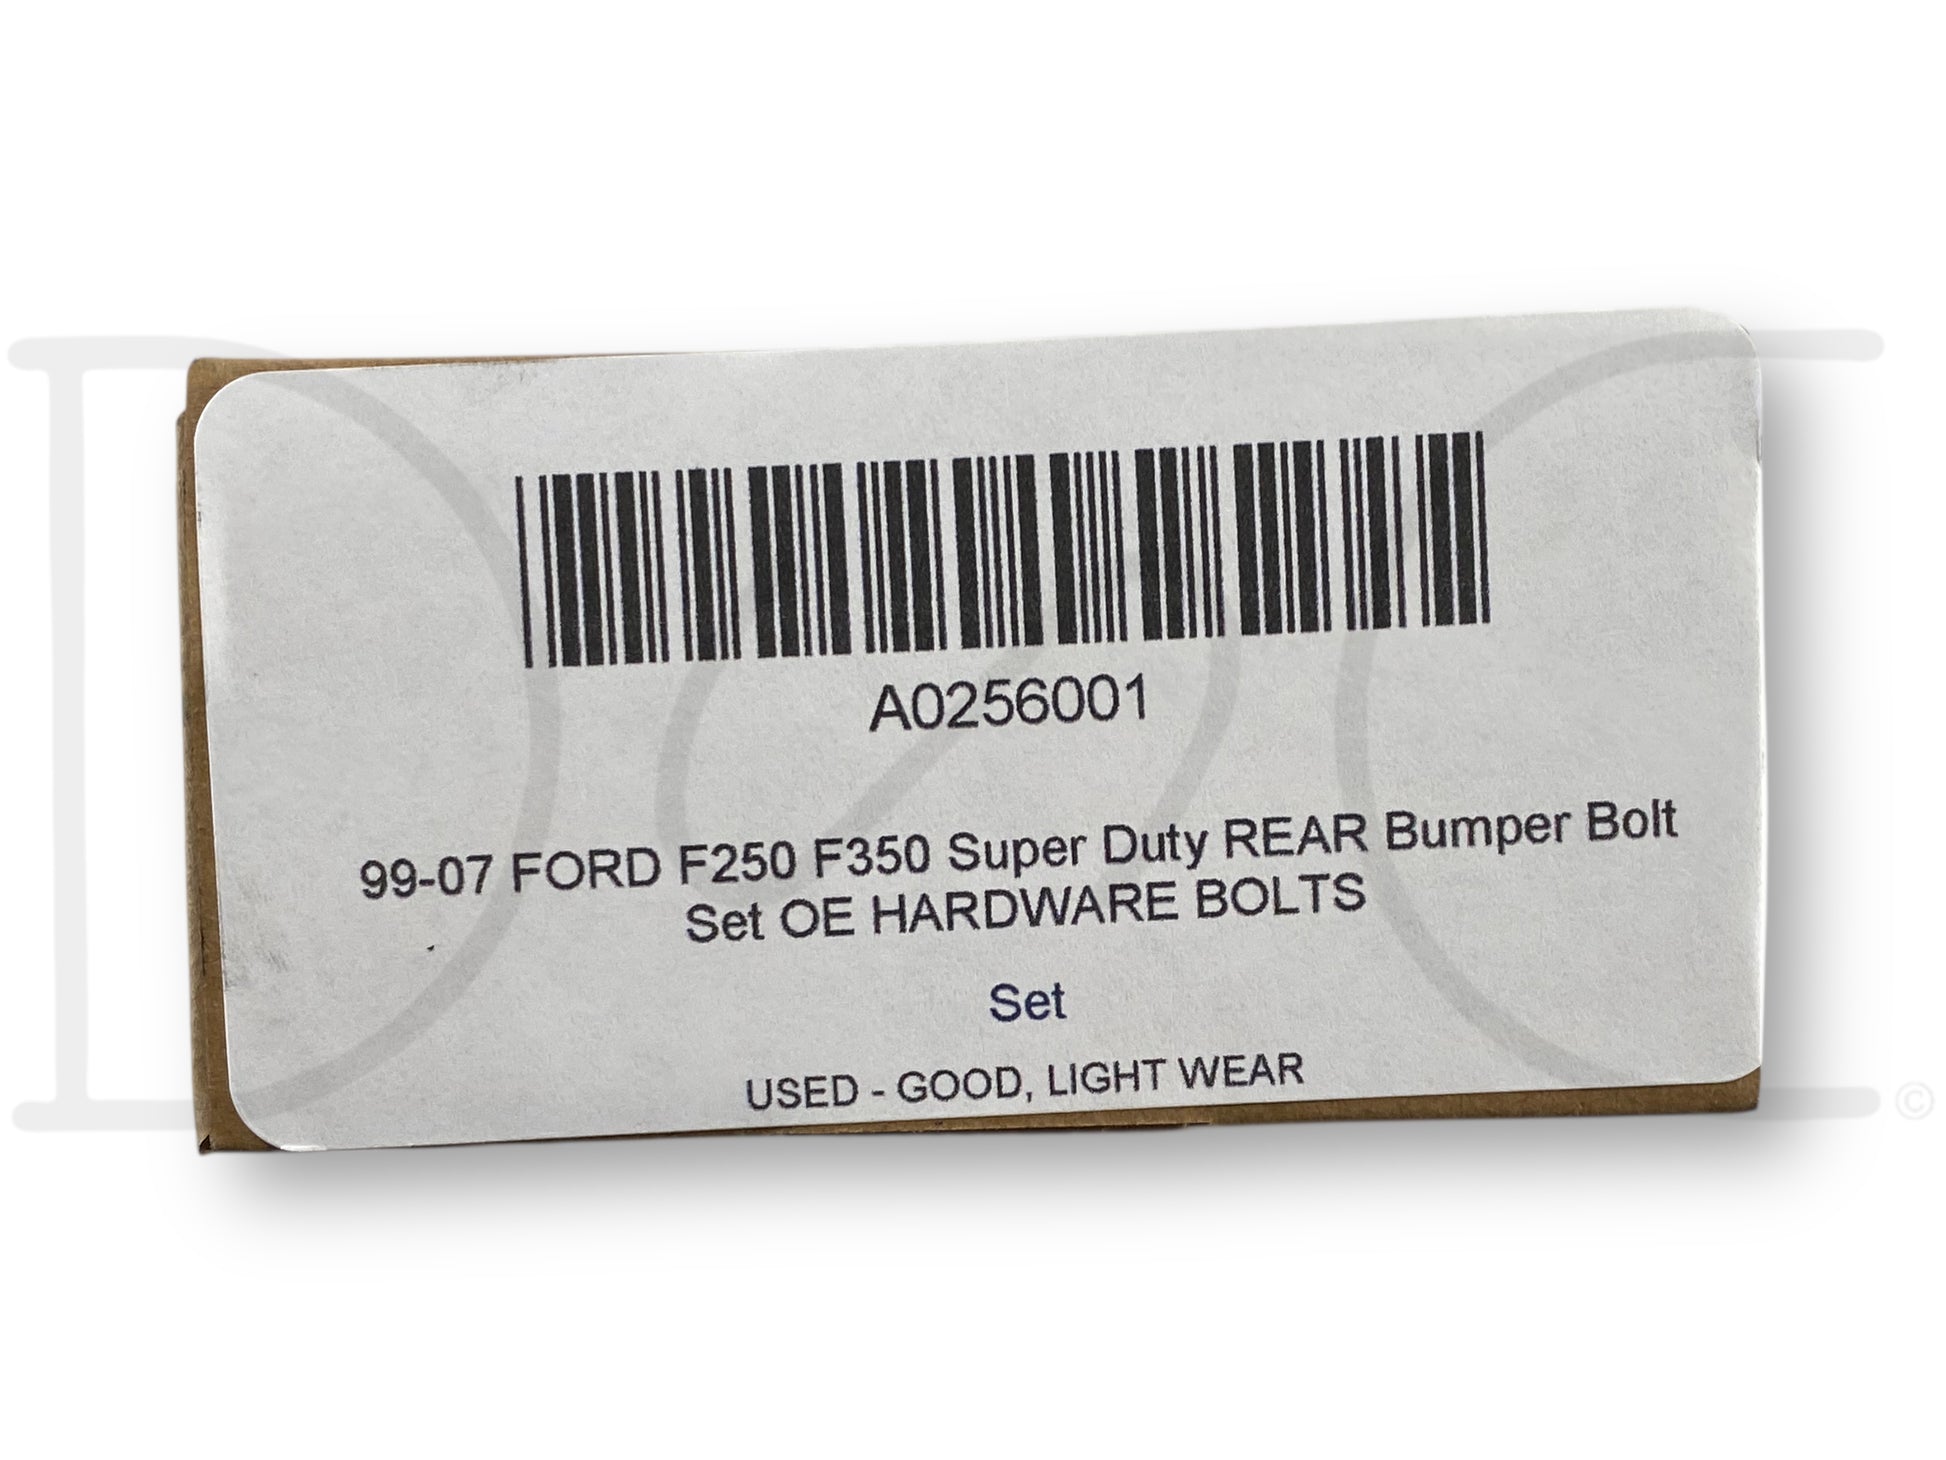 A0256001
99-07 FORD F250 F350 Super Duty REAR Bumper Bolt
Set OE HARDWARE BOLTS
Set
USED - GOOD, LIGHT WEAR
©